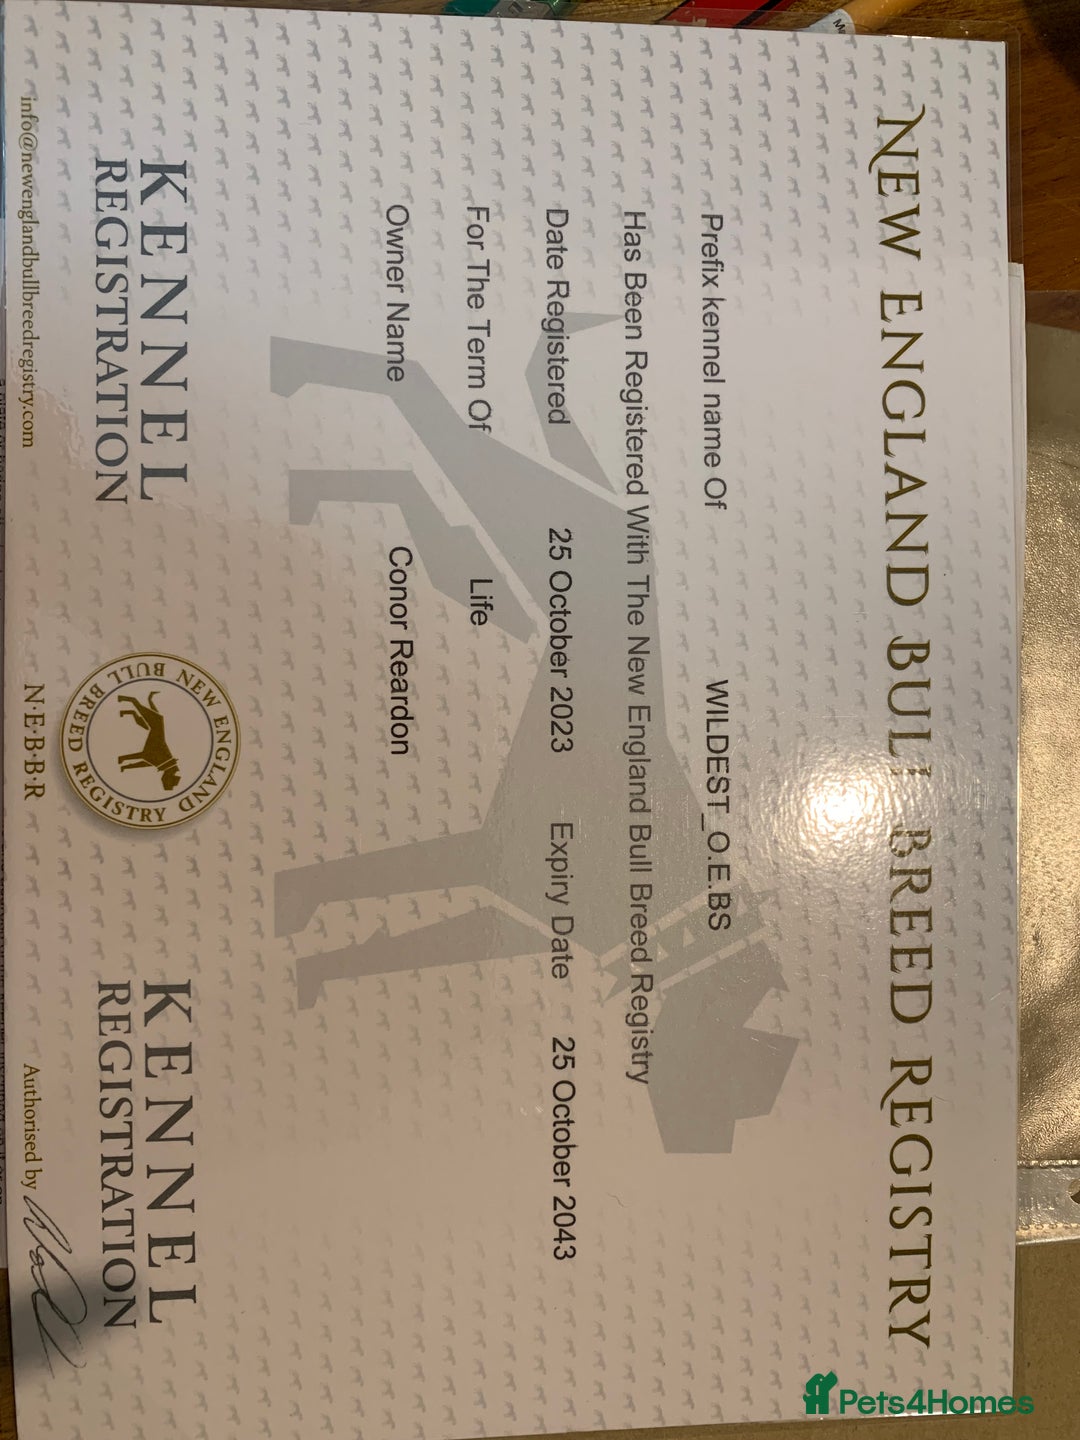 NEW ENGLAND BULL BREED REGISTRY
Prefix kennel name Of WILDEST_O.E.BS
Has Been Registered With The New England Bull Breed Registry
Date Registered 25 October 2023 Expiry Date 25 October 2043
For The Term Of Life
Owner Name Conor Reardon
KENNEL KENNEL
REGISTRATION REGISTRATION
NEW ENGLAND BULL BREED REGISTRY
info@newenglandbullbreedregistry.com N·E·B·B·R Authorised by
Pets4Homes